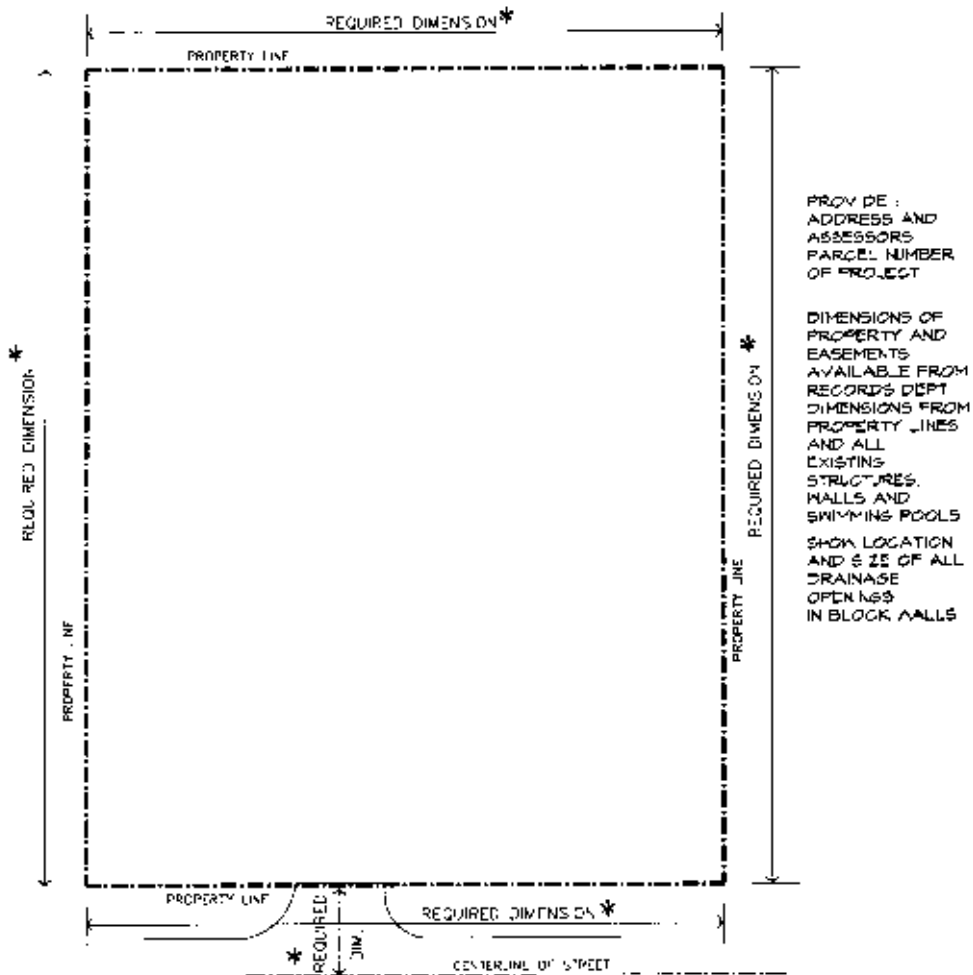 REQUIRED DIMENSION*
PROPERTY LINE
REQUIRED DIMENSION *
PROPERTY LINE
REQUIRED DIMENSION *
PROPERTY LINE
PROVIDE :
ADDRESS AND
ASSESSORS
PARCEL NUMBER
OF PROJECT
DIMENSIONS OF
PROPERTY AND
EASEMENTS
AVAILABLE FROM
RECORDS DEPT
DIMENSIONS FROM
PROPERTY LINES
AND ALL
EXISTING
STRUCTURES,
WALLS AND
SWIMMING POOLS
SHOW LOCATION
AND SIZE OF ALL
DRAINAGE
OPENINGS
IN BLOCK WALLS
PROPERTY LINE
REQUIRED DIMENSION *
* REQUIRED
DIM.
CENTERLINE OF STREET